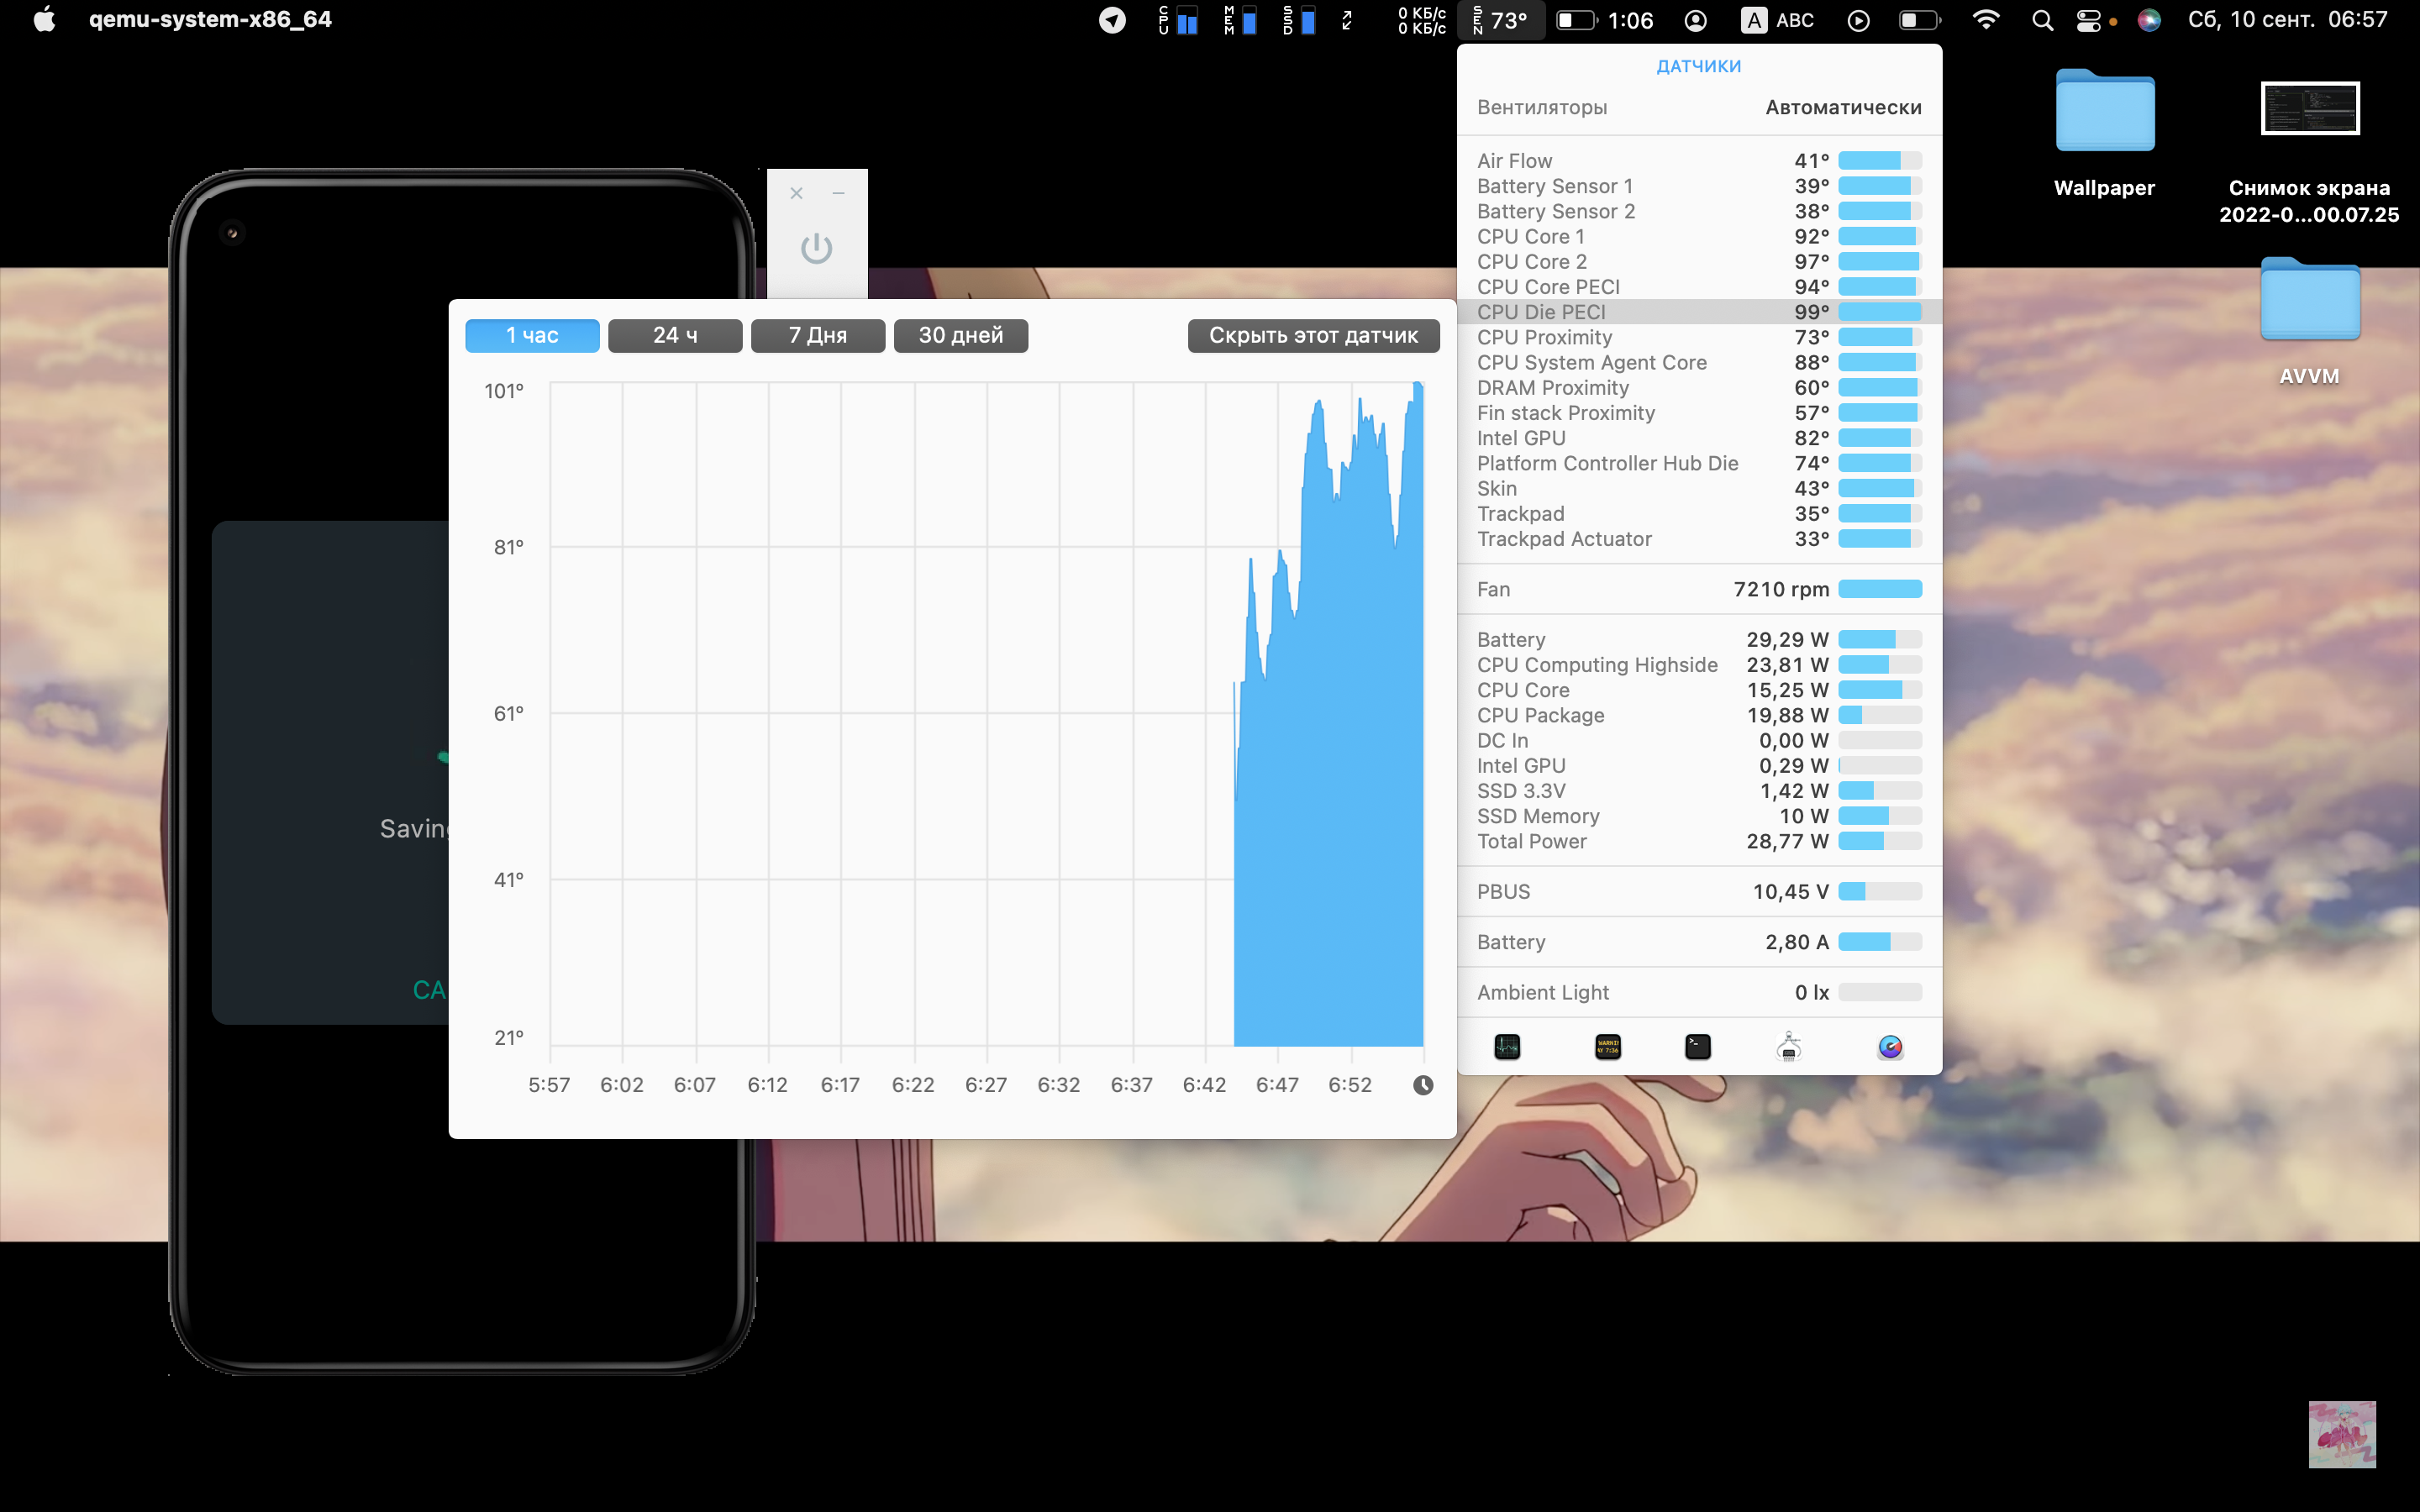 qemu-system-x86_64
CPU
MEM
SSD
0 КБ/с
0 КБ/с
SEN
73°
1:06
A ABC
Сб, 10 сент. 06:57
Wallpaper
Снимок экрана
2022-0...00.07.25
AVVM
ДАТЧИКИ
Вентиляторы Автоматически
Air Flow 41°
Battery Sensor 1 39°
Battery Sensor 2 38°
CPU Core 1 92°
CPU Core 2 97°
CPU Core PECI 94°
CPU Die PECI 99°
CPU Proximity 73°
CPU System Agent Core 88°
DRAM Proximity 60°
Fin stack Proximity 57°
Intel GPU 82°
Platform Controller Hub Die 74°
Skin 43°
Trackpad 35°
Trackpad Actuator 33°
Fan 7210 rpm
Battery 29,29 W
CPU Computing Highside 23,81 W
CPU Core 15,25 W
CPU Package 19,88 W
DC In 0,00 W
Intel GPU 0,29 W
SSD 3.3V 1,42 W
SSD Memory 10 W
Total Power 28,77 W
PBUS 10,45 V
Battery 2,80 A
Ambient Light 0 lx
1 час
24 ч
7 Дня
30 дней
Скрыть этот датчик
101°
81°
61°
41°
21°
5:57 6:02 6:07 6:12 6:17 6:22 6:27 6:32 6:37 6:42 6:47 6:52
Saving
CA